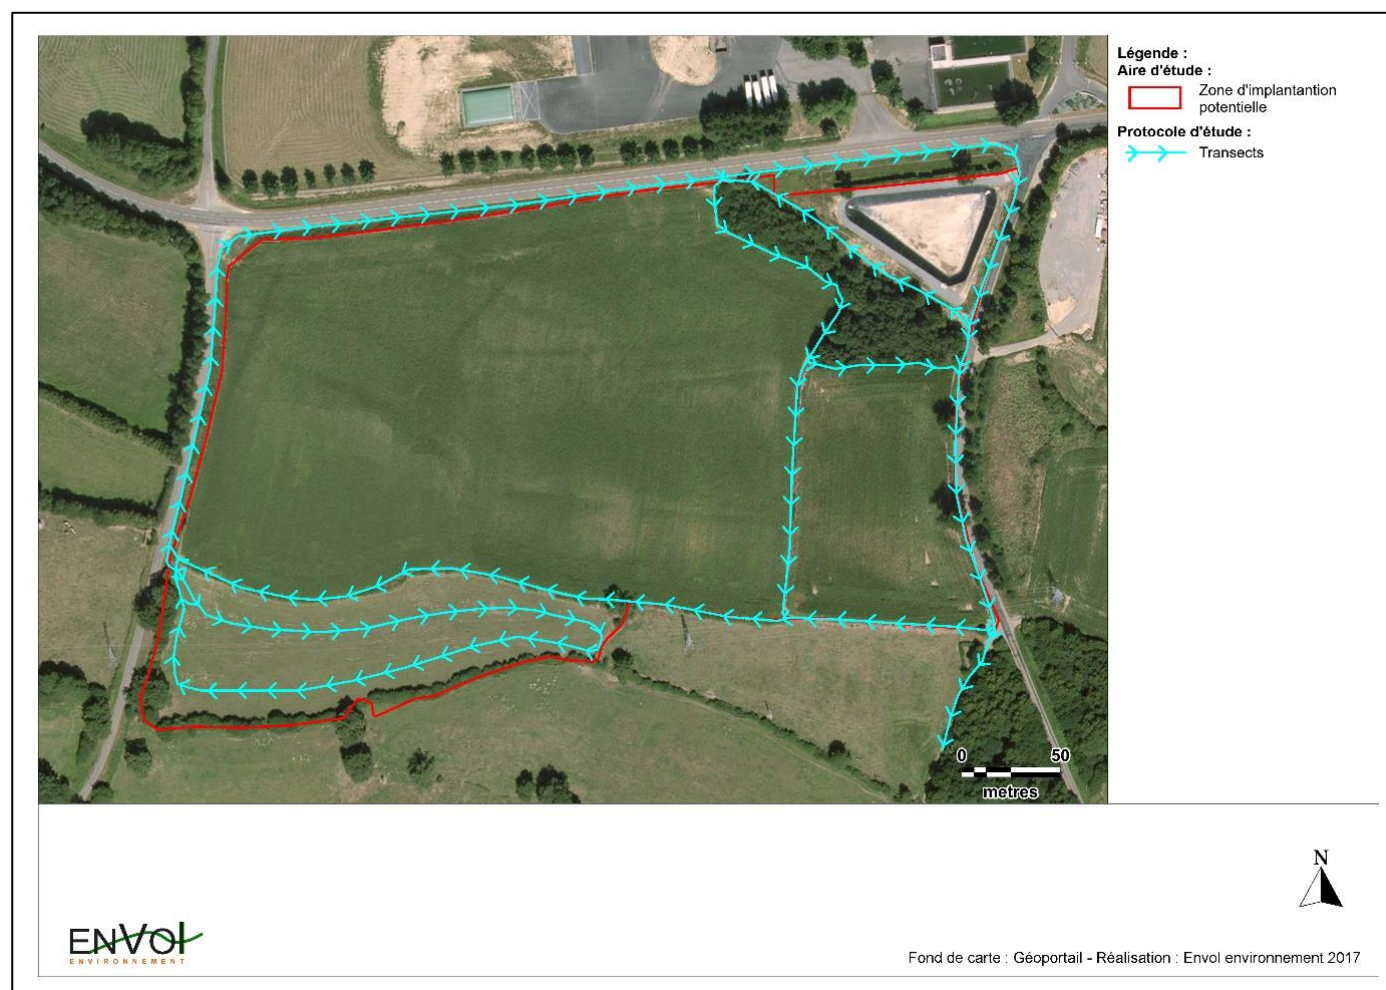 Légende :
Aire d'étude :
Zone d'implantantion
potentielle
Protocole d'étude :
Transects
0 50
metres
N
ENVOl
ENVIRONNEMENT
Fond de carte : Géoportail - Réalisation : Envol environnement 2017